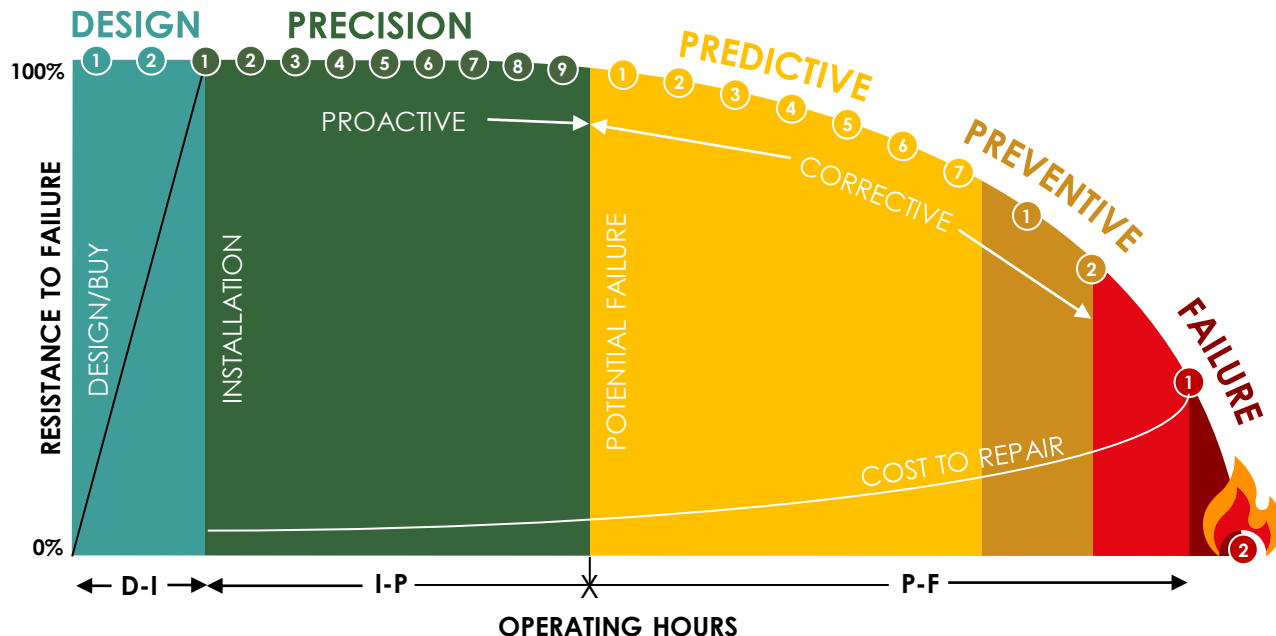 DESIGN
PRECISION
PREDICTIVE
PREVENTIVE
FAILURE
1
2
1
2
3
4
5
6
7
8
9
1
2
3
4
5
6
7
1
2
1
2
100%
0%
RESISTANCE TO FAILURE
DESIGN/BUY
INSTALLATION
PROACTIVE
POTENTIAL FAILURE
CORRECTIVE
COST TO REPAIR
D-I
I-P
X
P-F
OPERATING HOURS